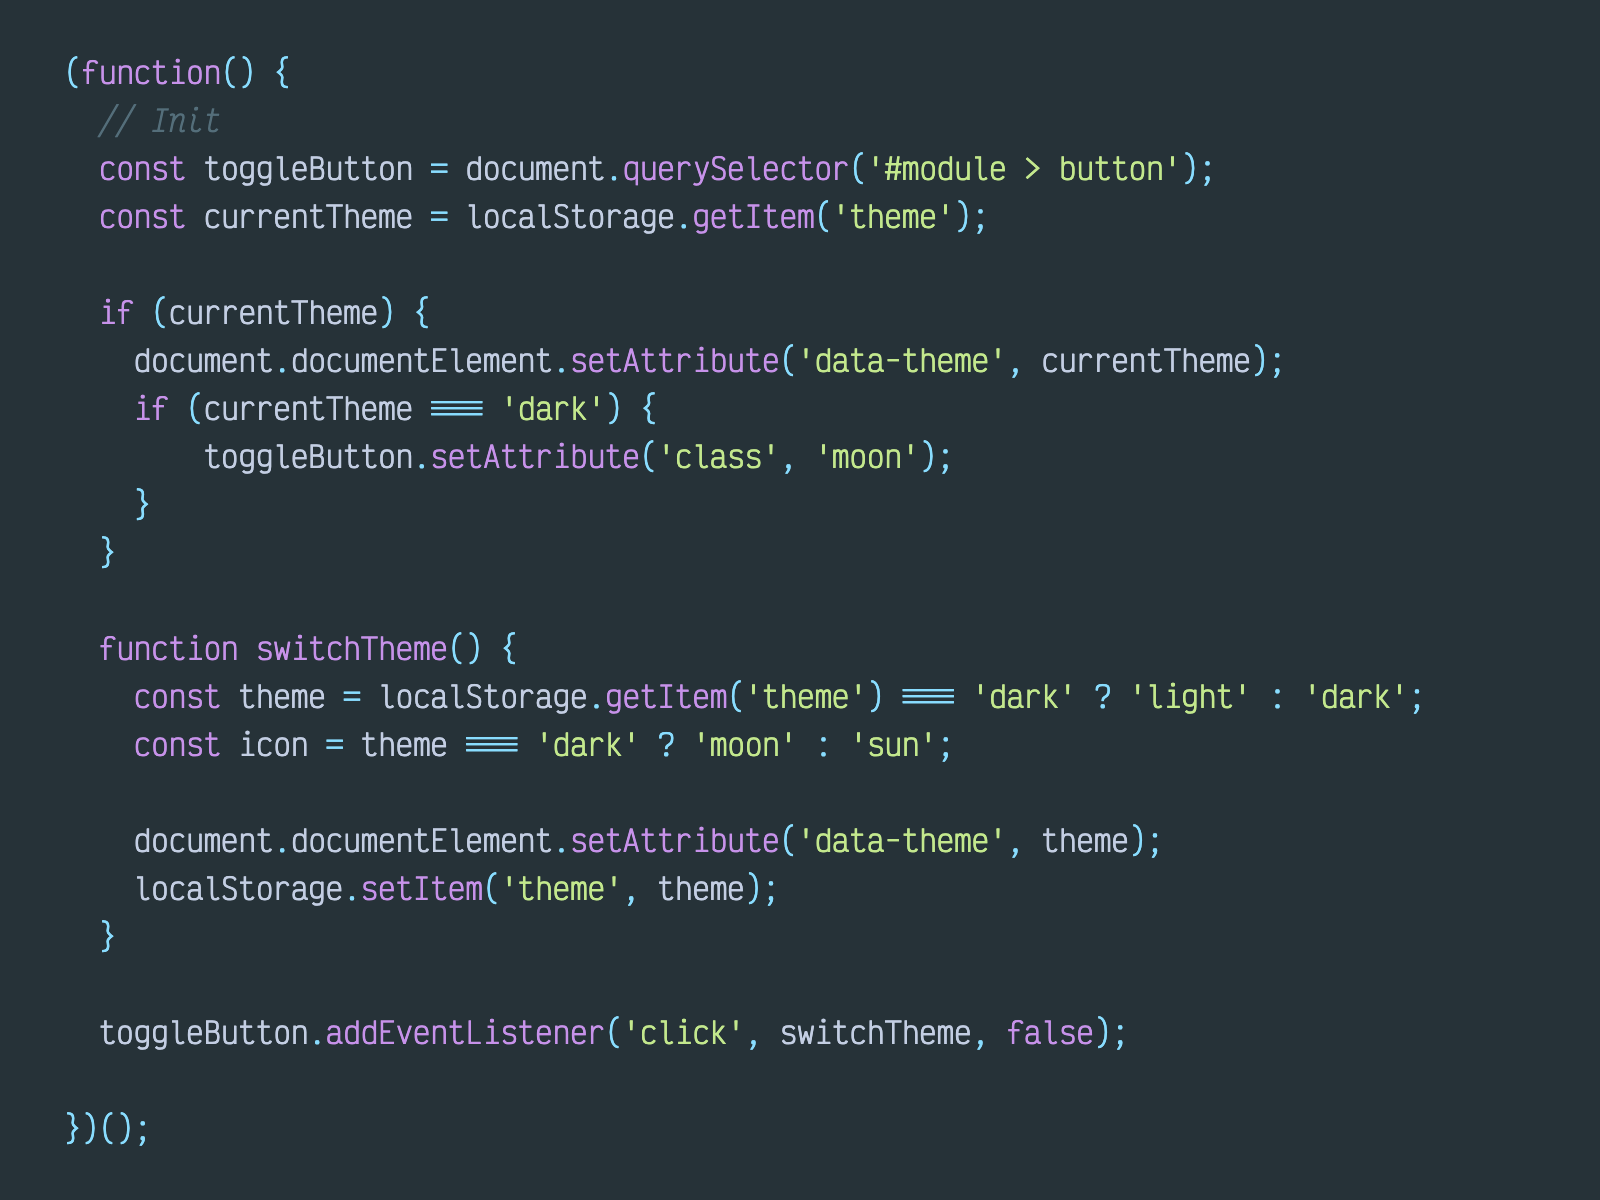 (function() {
  // Init
  const toggleButton = document.querySelector('#module > button');
  const currentTheme = localStorage.getItem('theme');

  if (currentTheme) {
    document.documentElement.setAttribute('data-theme', currentTheme);
    if (currentTheme === 'dark') {
        toggleButton.setAttribute('class', 'moon');
    }
  }

  function switchTheme() {
    const theme = localStorage.getItem('theme') === 'dark' ? 'light' : 'dark';
    const icon = theme === 'dark' ? 'moon' : 'sun';

    document.documentElement.setAttribute('data-theme', theme);
    localStorage.setItem('theme', theme);
  }

  toggleButton.addEventListener('click', switchTheme, false);

})();